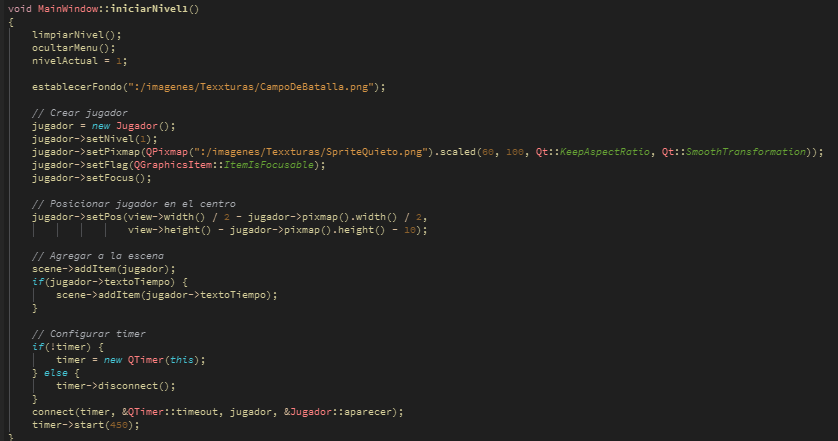 void MainWindow::iniciarNivel1()
{
    limpiarNivel();
    ocultarMenu();
    nivelActual = 1;

    establecerFondo(":/imagenes/Texxturas/CampoDeBatalla.png");

    // Crear jugador
    jugador = new Jugador();
    jugador->setNivel(1);
    jugador->setPixmap(QPixmap(":/imagenes/Texxturas/SpriteQuieto.png").scaled(60, 100, Qt::KeepAspectRatio, Qt::SmoothTransformation));
    jugador->setFlag(QGraphicsItem::ItemIsFocusable);
    jugador->setFocus();

    // Posicionar jugador en el centro
    jugador->setPos(view->width() / 2 - jugador->pixmap().width() / 2,
                    view->height() - jugador->pixmap().height() - 10);

    // Agregar a la escena
    scene->addItem(jugador);
    if(jugador->textoTiempo) {
        scene->addItem(jugador->textoTiempo);
    }

    // Configurar timer
    if(!timer) {
        timer = new QTimer(this);
    } else {
        timer->disconnect();
    }
    connect(timer, &QTimer::timeout, jugador, &Jugador::aparecer);
    timer->start(450);
}